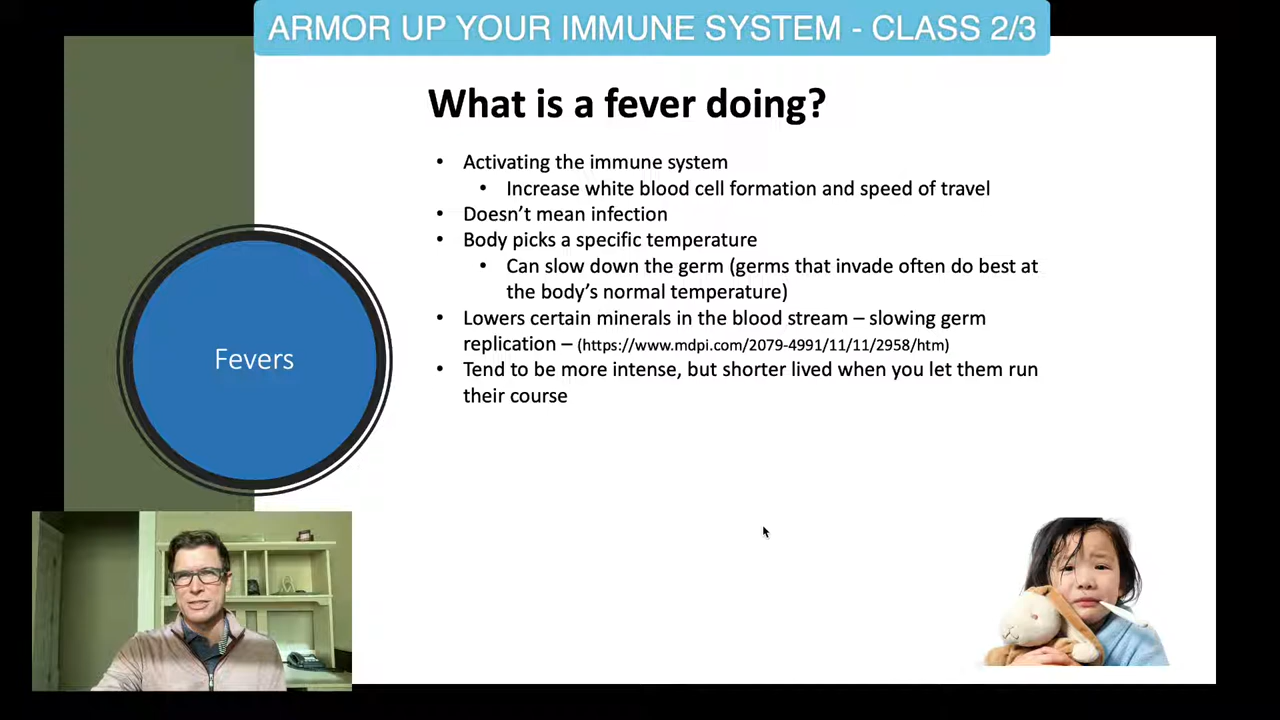 ARMOR UP YOUR IMMUNE SYSTEM - CLASS 2/3
What is a fever doing?
• Activating the immune system
• Increase white blood cell formation and speed of travel
• Doesn’t mean infection
• Body picks a specific temperature
• Can slow down the germ (germs that invade often do best at
the body’s normal temperature)
• Lowers certain minerals in the blood stream – slowing germ
replication – (https://www.mdpi.com/2079-4991/11/11/2958/htm)
• Tend to be more intense, but shorter lived when you let them run
their course
Fevers